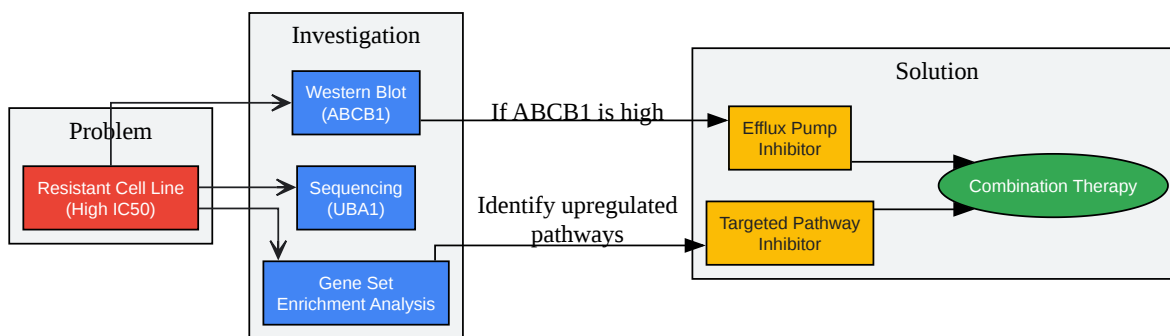 Problem
Resistant Cell Line
(High IC50)
Investigation
Western Blot
(ABCB1)
Sequencing
(UBA1)
Gene Set
Enrichment Analysis
If ABCB1 is high
Identify upregulated
pathways
Solution
Efflux Pump
Inhibitor
Targeted Pathway
Inhibitor
Combination Therapy